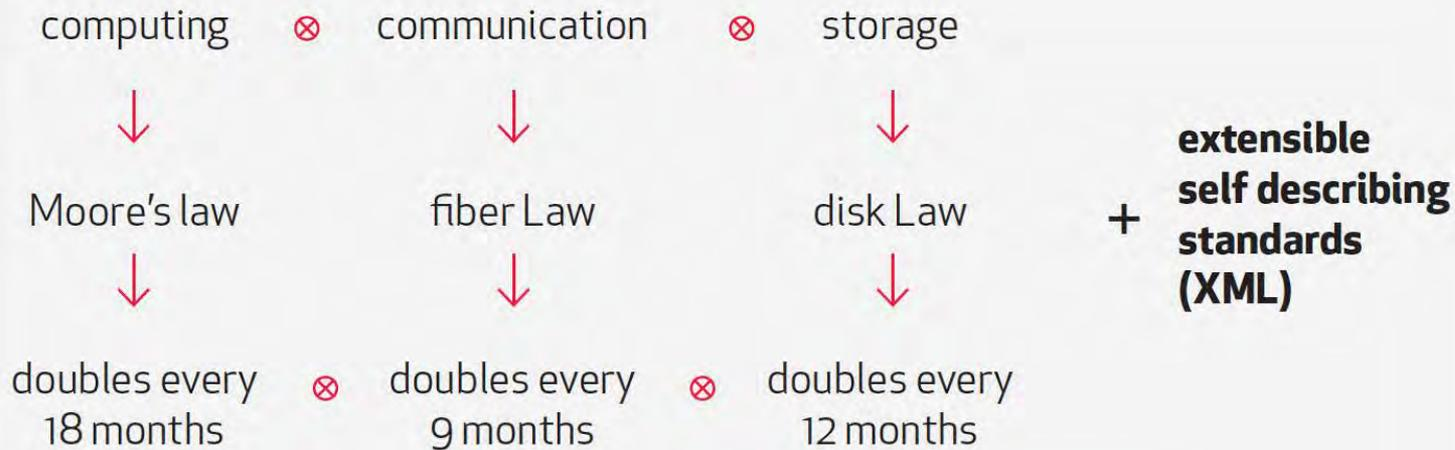 computing ⊗ communication ⊗ storage
Moore's law
fiber Law
disk Law
+
extensible
self describing
standards
(XML)
doubles every
18 months
⊗
doubles every
9 months
⊗
doubles every
12 months